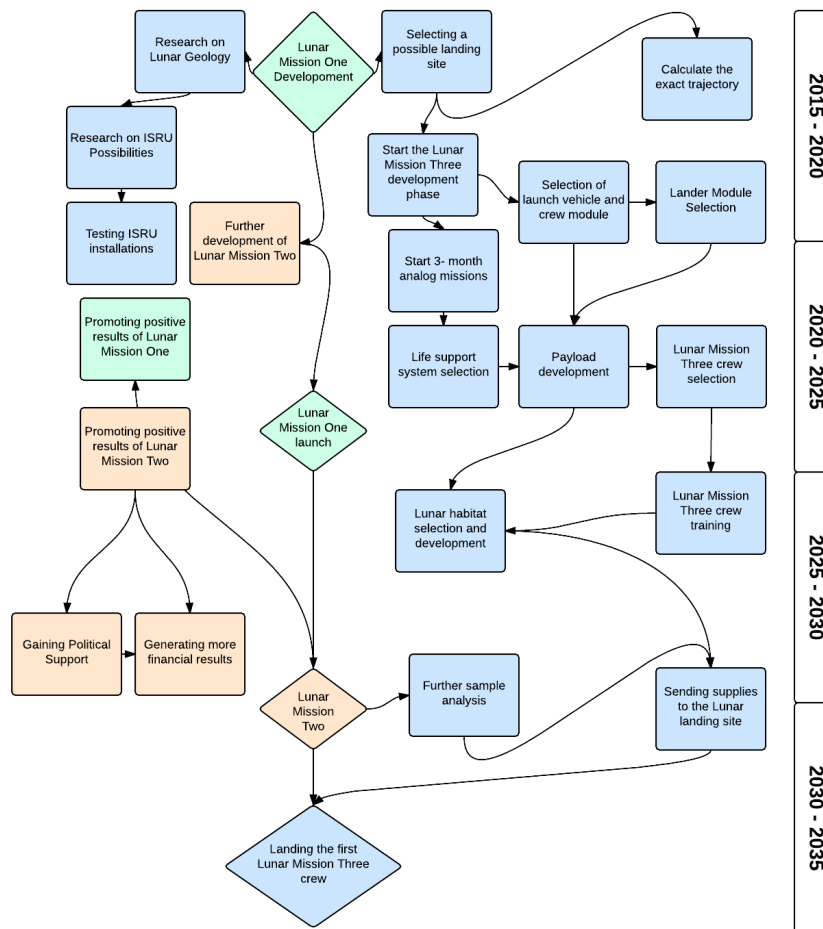 Research on
Lunar Geology
Lunar
Mission One
Developoment
Selecting a
possible landing
site
Calculate the
exact trajectory
2015 - 2020
Research on ISRU
Possibilities
Start the Lunar
Mission Three
development
phase
Selection of
launch vehicle and
crew module
Lander Module
Selection
Testing ISRU
installations
Further
development of
Lunar Mission Two
Start 3- month
analog missions
2020 - 2025
Promoting positive
results of Lunar
Mission One
Life support
system selection
Payload
development
Lunar Mission
Three crew
selection
Promoting positive
results of Lunar
Mission Two
Lunar
Mission One
launch
Lunar habitat
selection and
development
Lunar Mission
Three crew
training
2025 - 2030
Gaining Political
Support
Generating more
financial results
Lunar
Mission
Two
Further sample
analysis
Sending supplies
to the Lunar
landing site
2030 - 2035
Landing the first
Lunar Mission Three
crew